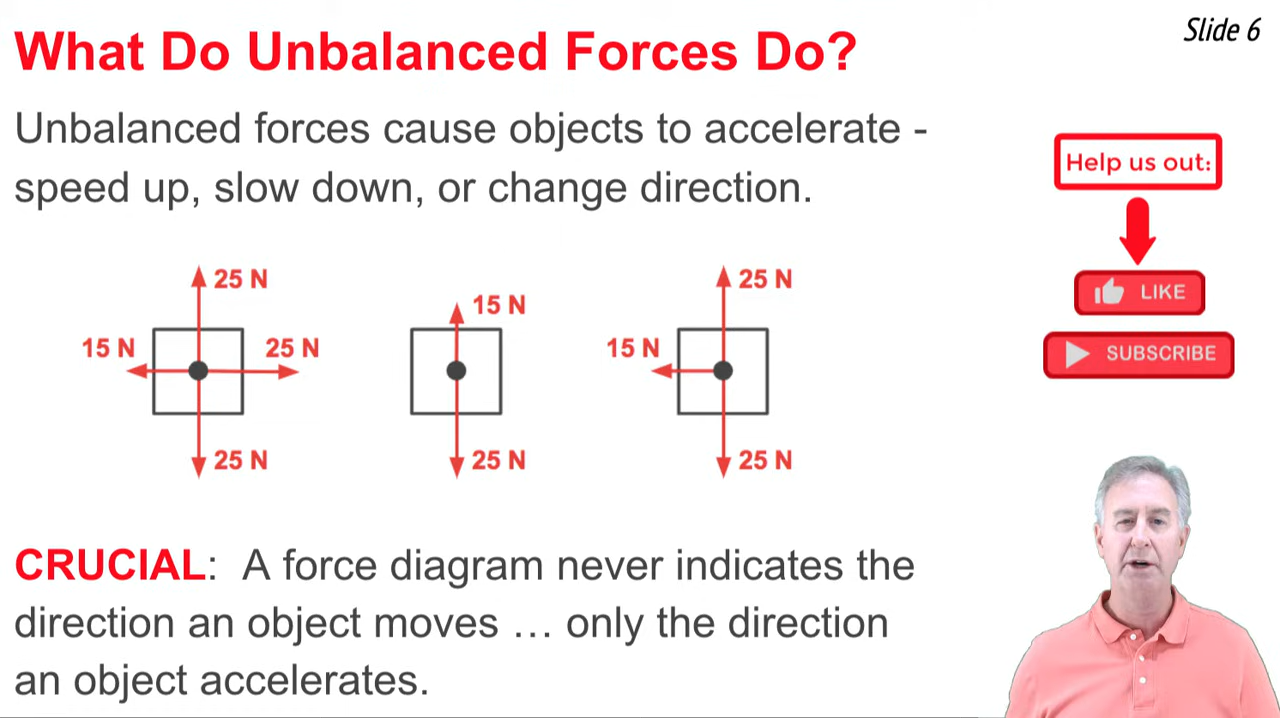 Slide 6
What Do Unbalanced Forces Do?
Unbalanced forces cause objects to accelerate -
speed up, slow down, or change direction.
Help us out:
LIKE
SUBSCRIBE
25 N
15 N
25 N
25 N
15 N
25 N
25 N
15 N
25 N
CRUCIAL: A force diagram never indicates the
direction an object moves … only the direction
an object accelerates.